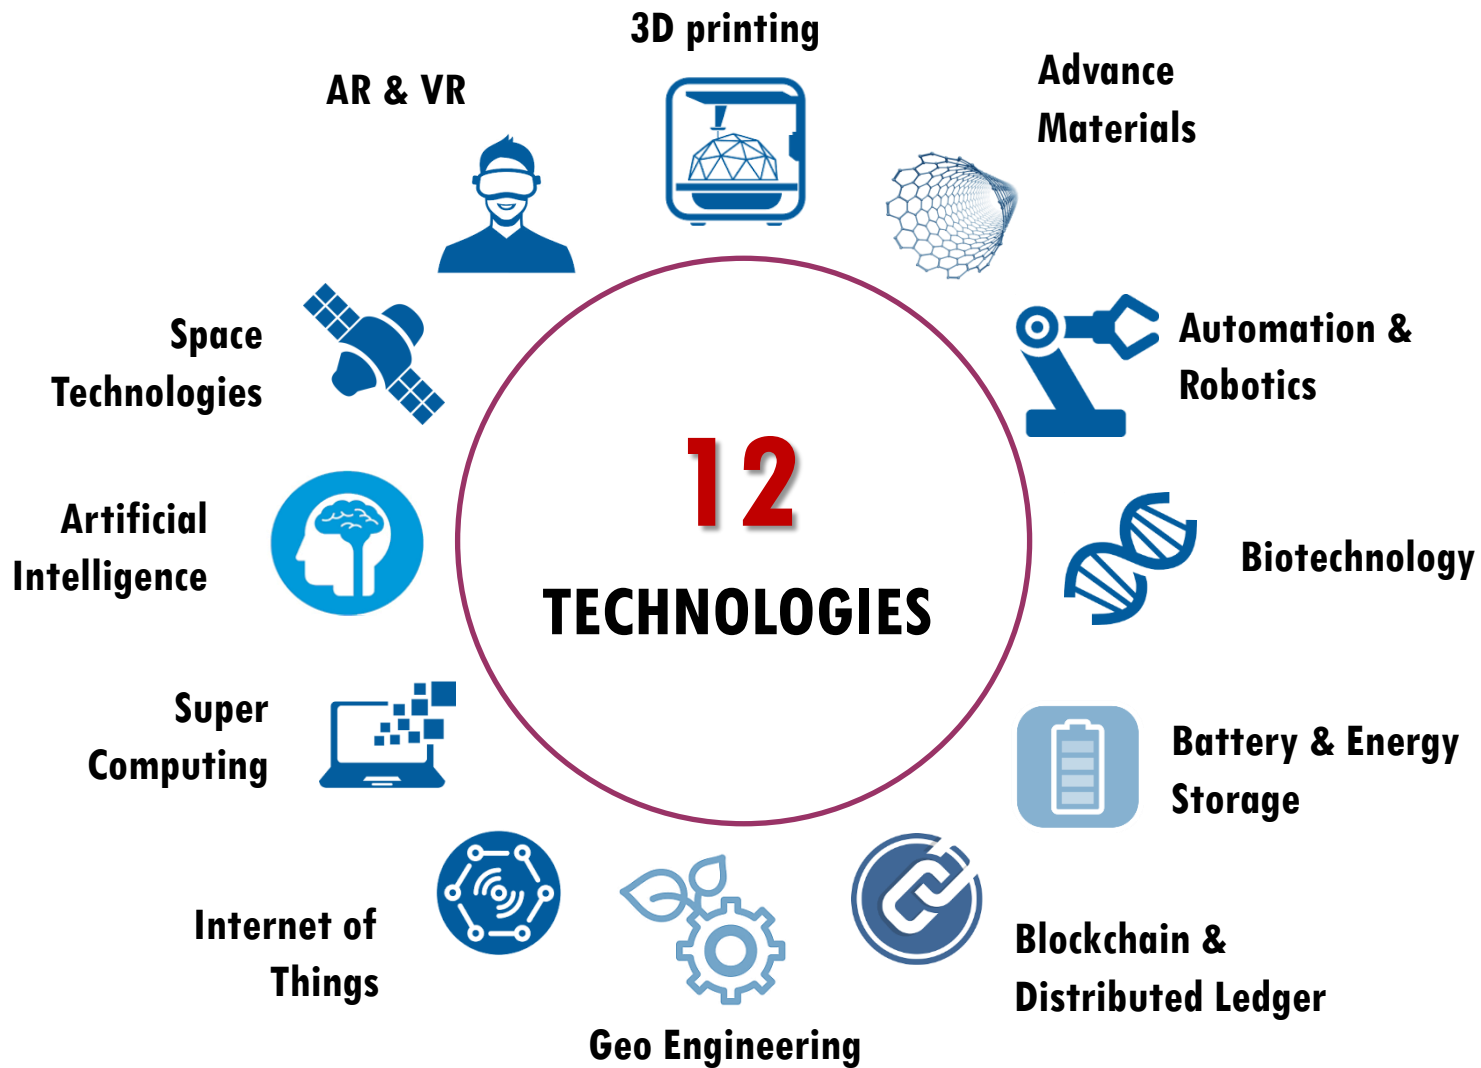 3D printing
Advance
Materials
Automation &
Robotics
Biotechnology
Battery & Energy
Storage
Blockchain &
Distributed Ledger
Geo Engineering
Internet of
Things
Super
Computing
Artificial
Intelligence
Space
Technologies
AR & VR
12
TECHNOLOGIES